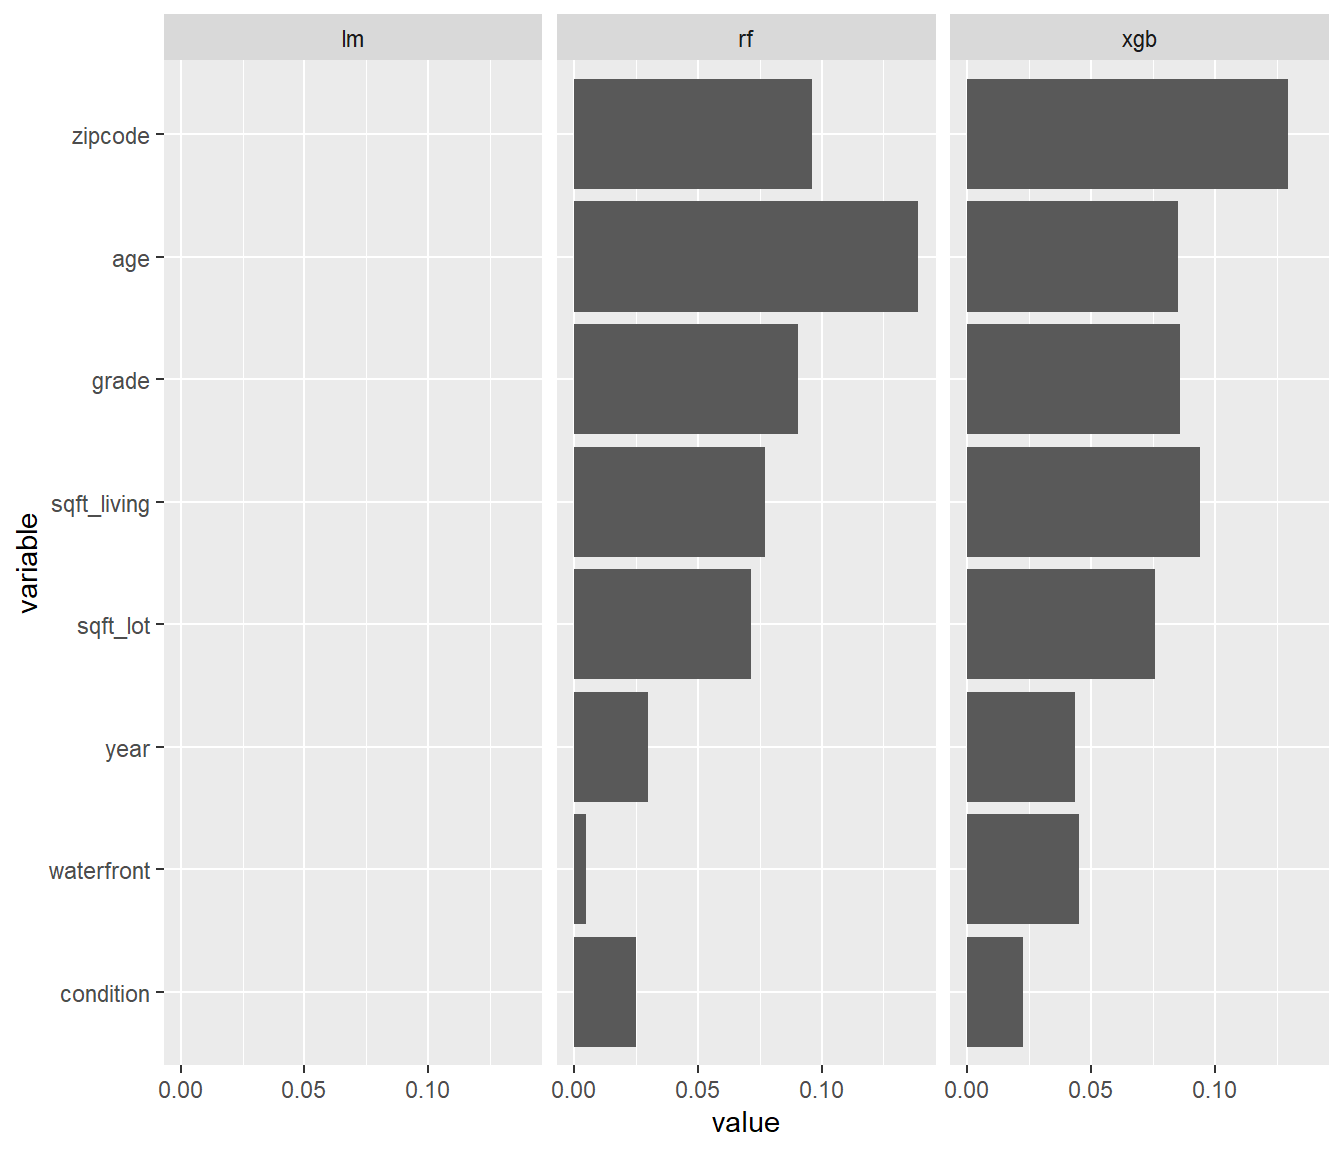 lm rf xgb
zipcode
age
grade
sqft_living
sqft_lot
year
waterfront
condition
variable
0.00 0.05 0.10 0.00 0.05 0.10 0.00 0.05 0.10
value